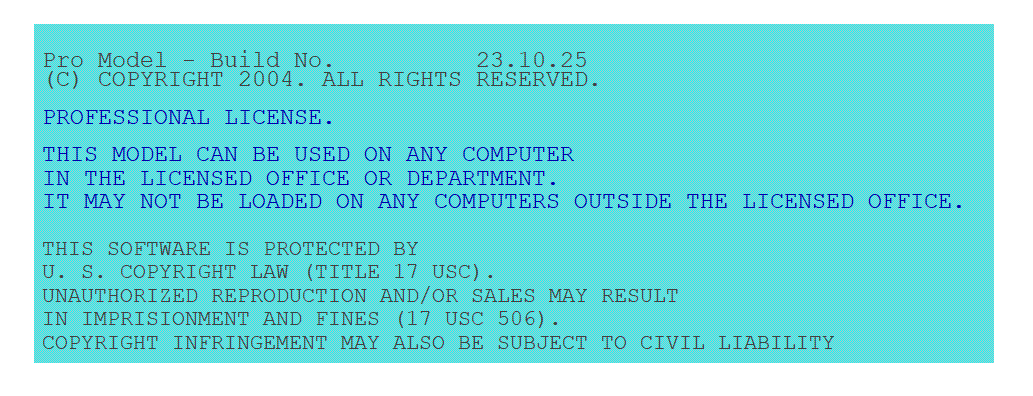 Pro Model - Build No. 23.10.25
(C) COPYRIGHT 2004. ALL RIGHTS RESERVED.
PROFESSIONAL LICENSE.
THIS MODEL CAN BE USED ON ANY COMPUTER
IN THE LICENSED OFFICE OR DEPARTMENT.
IT MAY NOT BE LOADED ON ANY COMPUTERS OUTSIDE THE LICENSED OFFICE.
THIS SOFTWARE IS PROTECTED BY
U. S. COPYRIGHT LAW (TITLE 17 USC).
UNAUTHORIZED REPRODUCTION AND/OR SALES MAY RESULT
IN IMPRISIONMENT AND FINES (17 USC 506).
COPYRIGHT INFRINGEMENT MAY ALSO BE SUBJECT TO CIVIL LIABILITY